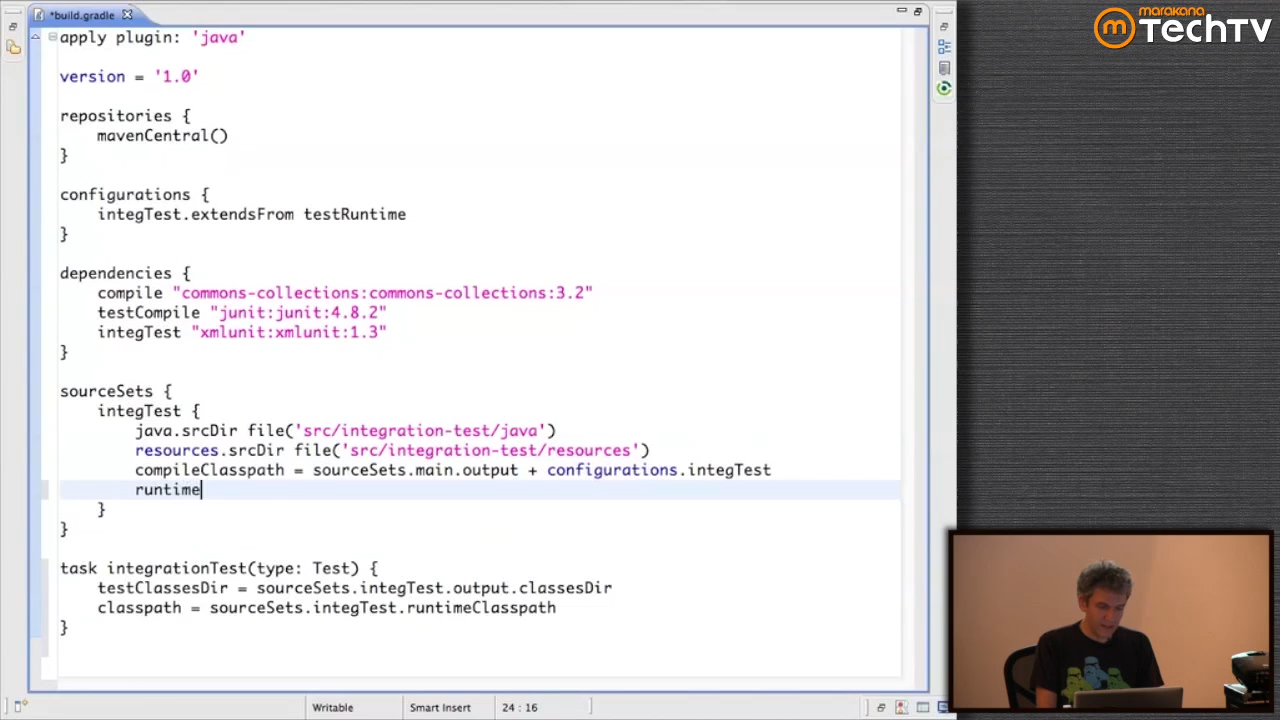 *build.gradle
marakana
TechTV
apply plugin: 'java'
version = '1.0'
repositories {
mavenCentral()
}
configurations {
integTest.extendsFrom testRuntime
}
dependencies {
compile "commons-collections:commons-collections:3.2"
testCompile "junit:junit:4.8.2"
integTest "xmlunit:xmlunit:1.3"
}
sourceSets {
integTest {
java.srcDir file('src/integration-test/java')
resources.srcDir file('src/integration-test/resources')
compileClasspath = sourceSets.main.output + configurations.integTest
runtime
}
}
task integrationTest(type: Test) {
testClassesDir = sourceSets.integTest.output.classesDir
classpath = sourceSets.integTest.runtimeClasspath
}
Writable
Smart Insert
24 : 16